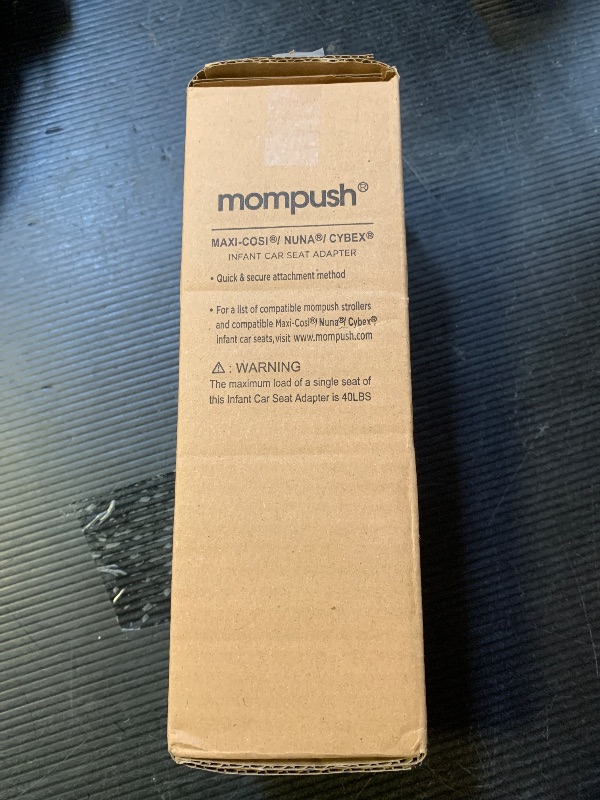 mompush®
MAXI-COSI®/ NUNA®/ CYBEX®
INFANT CAR SEAT ADAPTER
• Quick & secure attachment method
• For a list of compatible mompush strollers
and compatible Maxi-Cosi®/ Nuna®/ Cybex®
infant car seats,visit www.mompush.com
⚠: WARNING
The maximum load of a single seat of
this Infant Car Seat Adapter is 40LBS